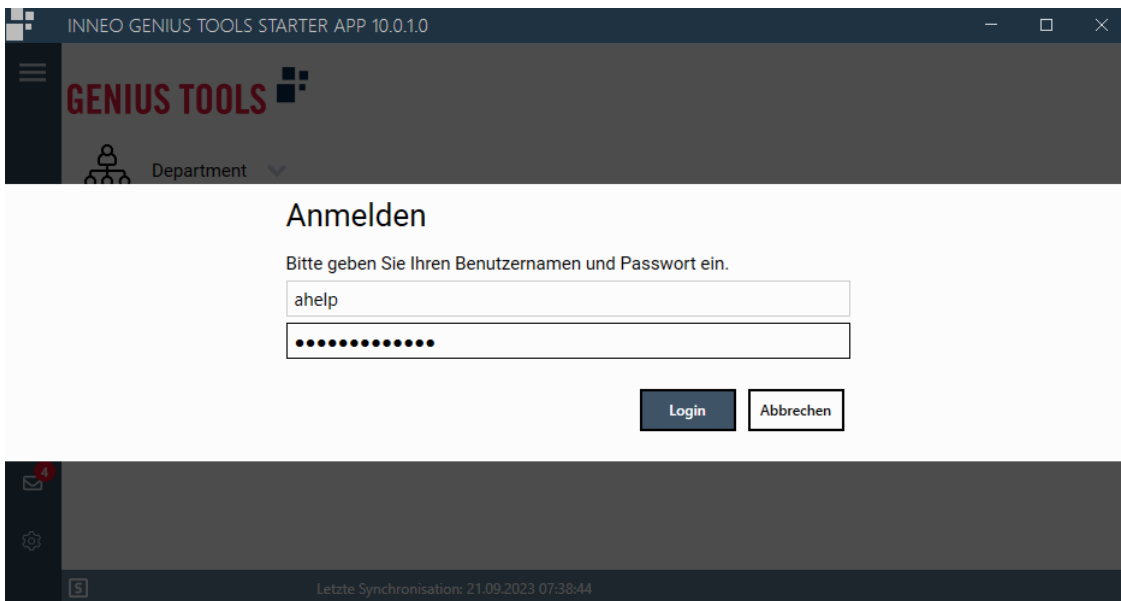 INNEO GENIUS TOOLS STARTER APP 10.0.1.0
GENIUS TOOLS
Department
Anmelden
Bitte geben Sie Ihren Benutzernamen und Passwort ein.
ahelp
●●●●●●●●●●●●●
Login Abbrechen
4
S
Letzte Synchronisation: 21.09.2023 07:38:44